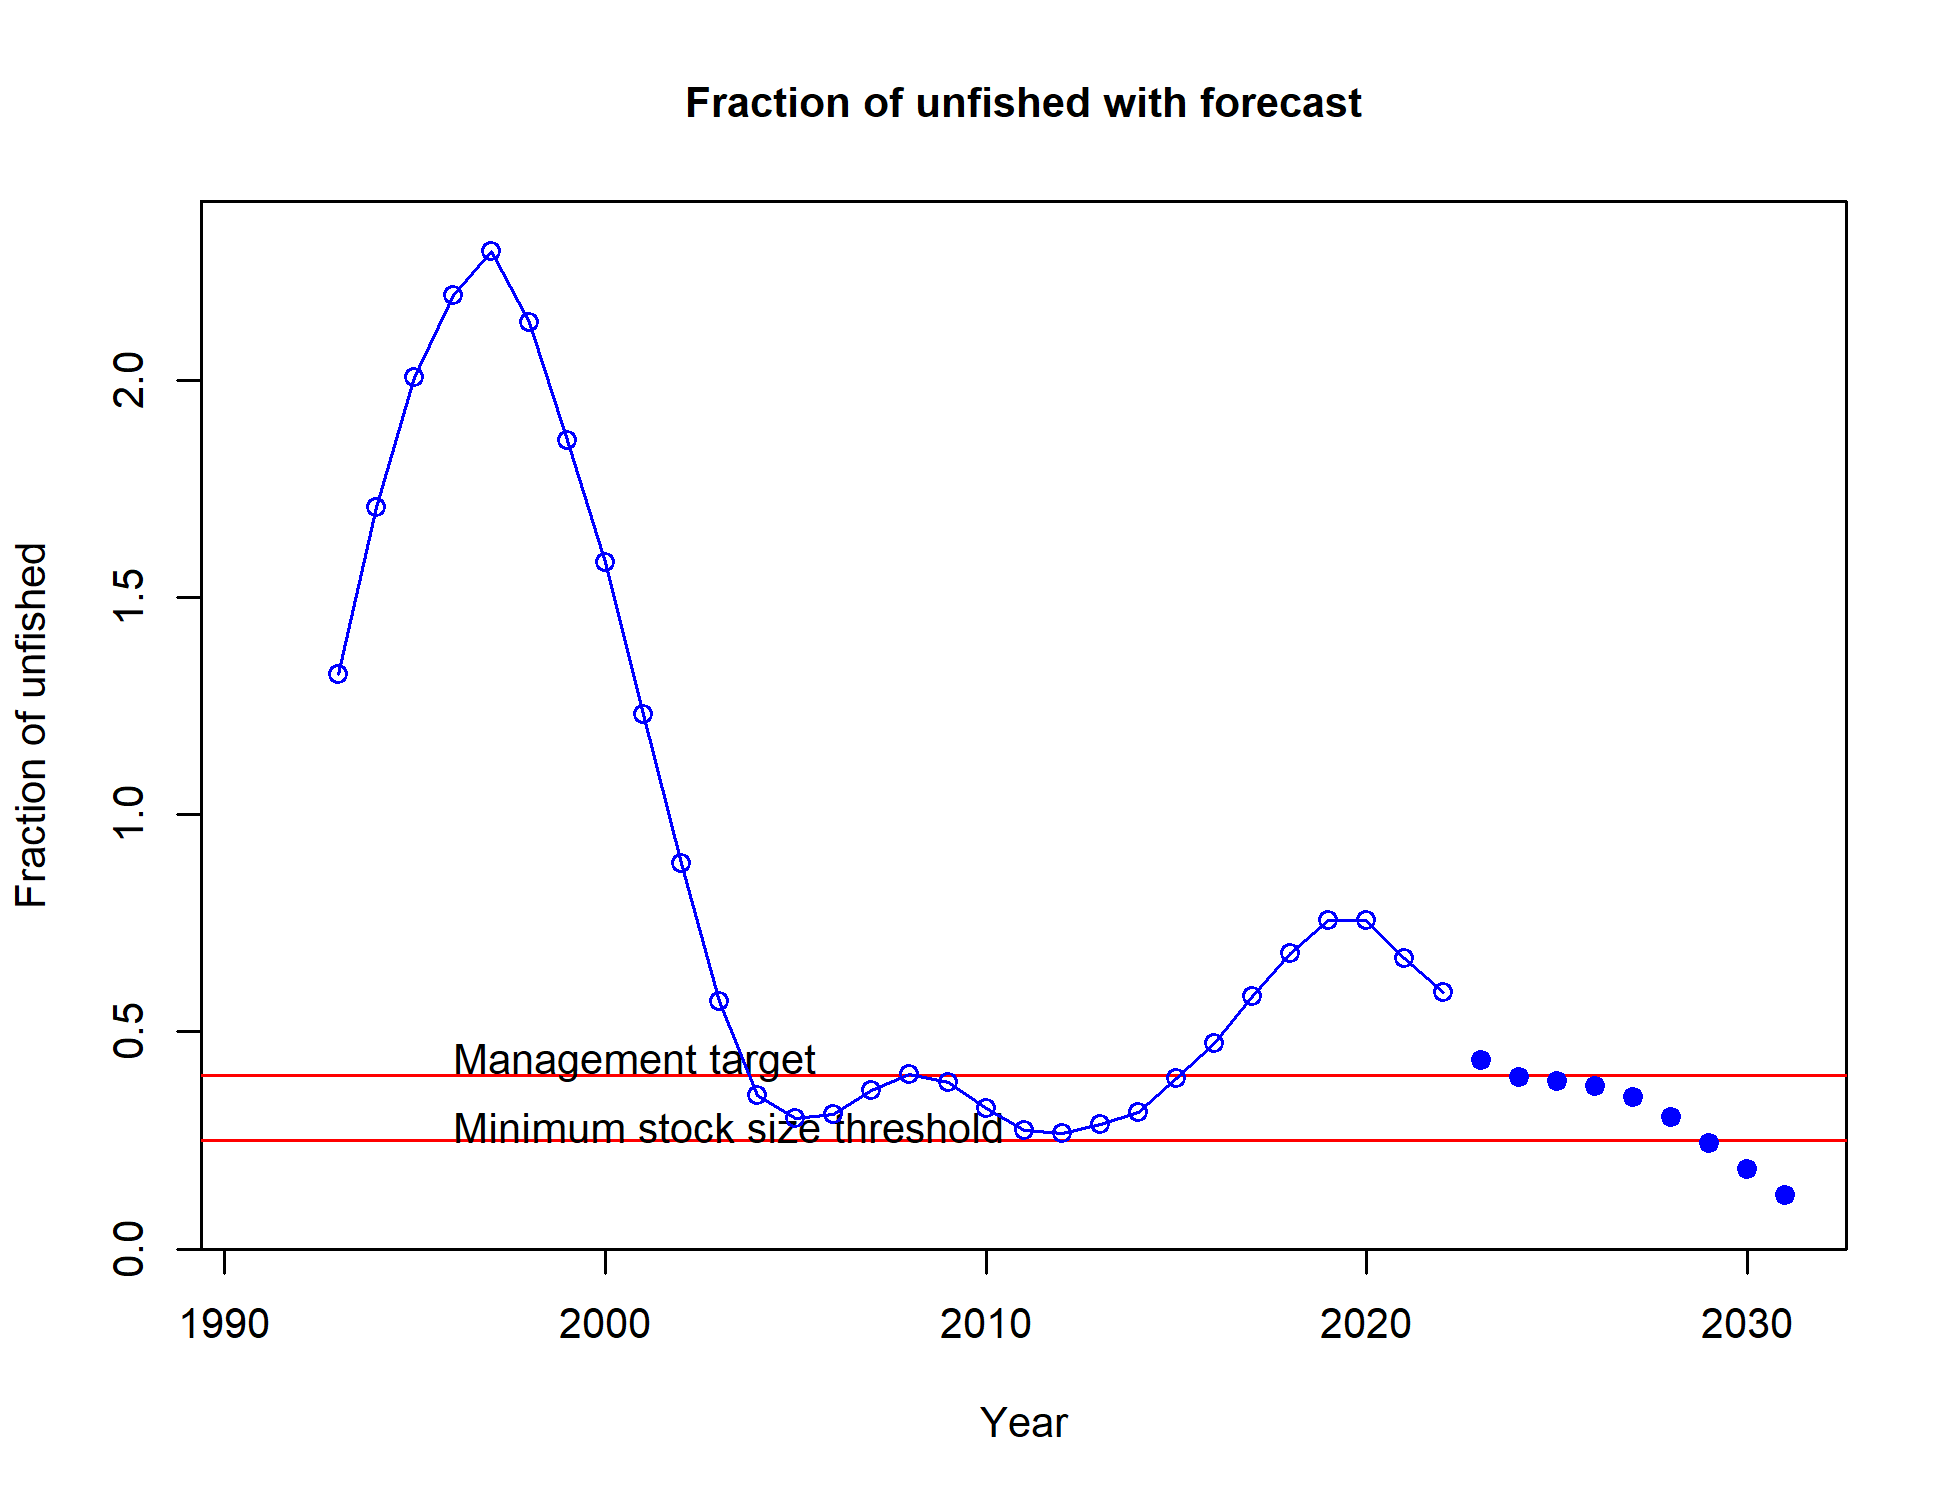 Fraction of unfished with forecast
Fraction of unfished
2.0
1.5
1.0
0.5
0.0
Management target
Minimum stock size threshold
1990 2000 2010 2020 2030
Year